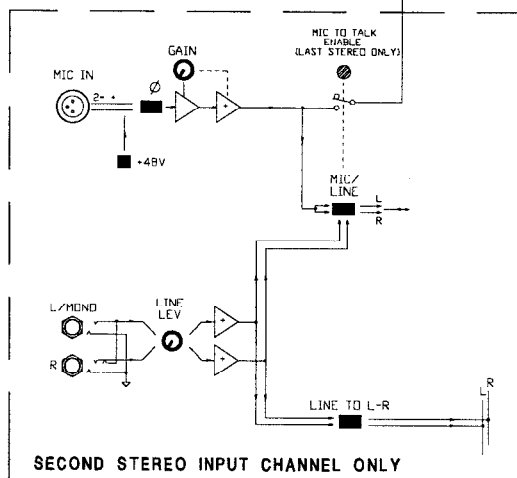 MIC TO TALK
ENABLE
(LAST STEREO ONLY)
GAIN
MIC IN
2- +
Ø
+
+48V
MIC/
LINE
L
R
L/MONO
LINE
LEV
+
R
+
LINE TO L-R
L
R
SECOND STEREO INPUT CHANNEL ONLY